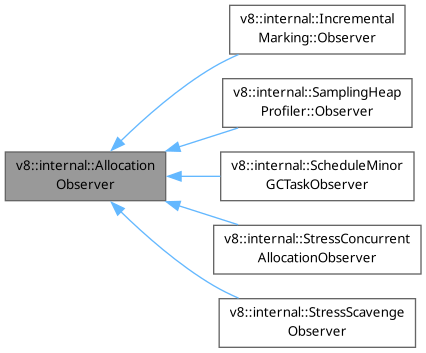 v8::internal::Incremental
Marking::Observer
v8::internal::SamplingHeap
Profiler::Observer
v8::internal::Allocation
Observer
v8::internal::ScheduleMinor
GCTaskObserver
v8::internal::StressConcurrent
AllocationObserver
v8::internal::StressScavenge
Observer